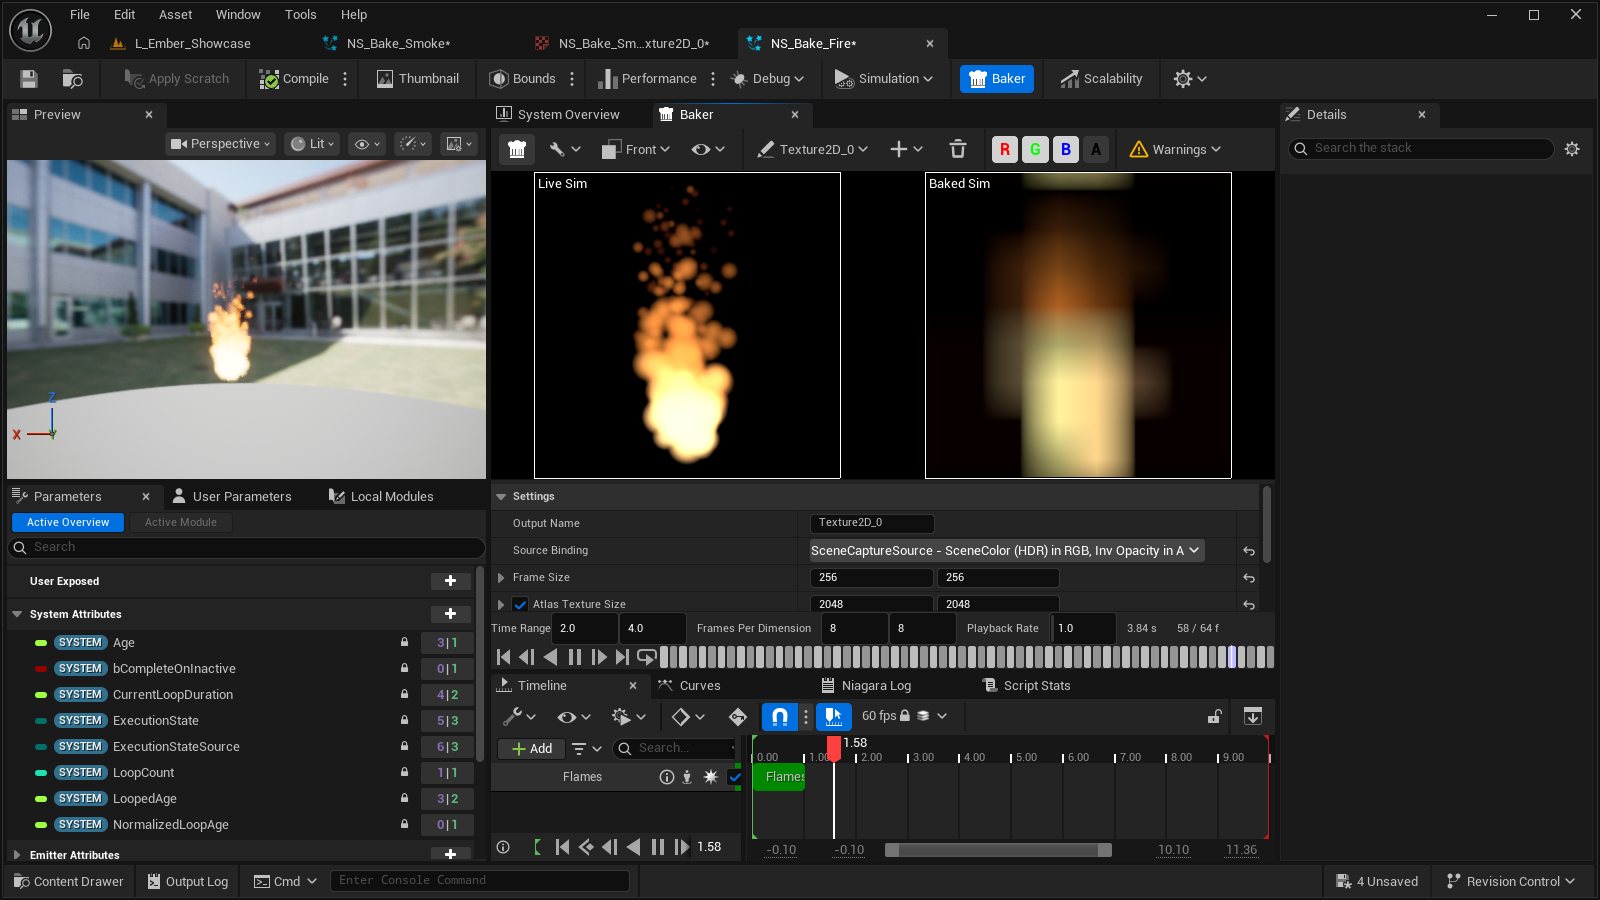 File Edit Asset Window Tools Help
L_Ember_Showcase NS_Bake_Smoke* NS_Bake_Sm...xture2D_0* NS_Bake_Fire*
Apply Scratch Compile Thumbnail Bounds Performance Debug Simulation Baker Scalability
Preview
Perspective Lit
System Overview Baker
Front Texture2D_0 R G B A Warnings
Live Sim
Baked Sim
Z
X
Y
Details
Search the stack
Parameters User Parameters Local Modules
Active Overview Active Module
Search
User Exposed
System Attributes
SYSTEM Age 3|1
SYSTEM bCompleteOnInactive 0|1
SYSTEM CurrentLoopDuration 4|2
SYSTEM ExecutionState 5|3
SYSTEM ExecutionStateSource 6|3
SYSTEM LoopCount 1|1
SYSTEM LoopedAge 3|2
SYSTEM NormalizedLoopAge 0|1
Emitter Attributes
Settings
Output Name Texture2D_0
Source Binding SceneCaptureSource - SceneColor (HDR) in RGB, Inv Opacity in A
Frame Size 256 256
Atlas Texture Size 2048 2048
Time Range 2.0 4.0 Frames Per Dimension 8 8 Playback Rate 1.0 3.84 s 58 / 64 f
Timeline Curves Niagara Log Script Stats
60 fps
Add Search...
1.58
0.00 1.00 2.00 3.00 4.00 5.00 6.00 7.00 8.00 9.00
Flames Flames
1.58
-0.10 -0.10 10.10 11.36
Content Drawer Output Log Cmd Enter Console Command 4 Unsaved Revision Control